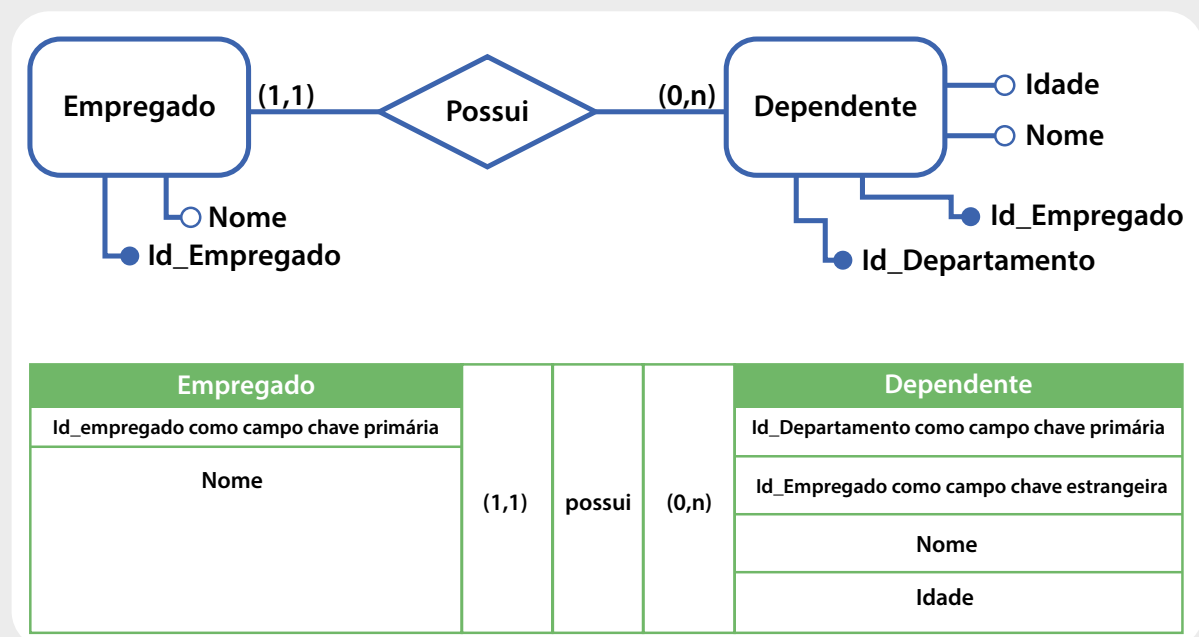 Empregado
(1,1)
Possui
(0,n)
Dependente
Idade
Nome
Nome
Id_Empregado
Id_Empregado
Id_Departamento
Empregado
Id_empregado como campo chave primária
Nome
(1,1)
possui
(0,n)
Dependente
Id_Departamento como campo chave primária
Id_Empregado como campo chave estrangeira
Nome
Idade